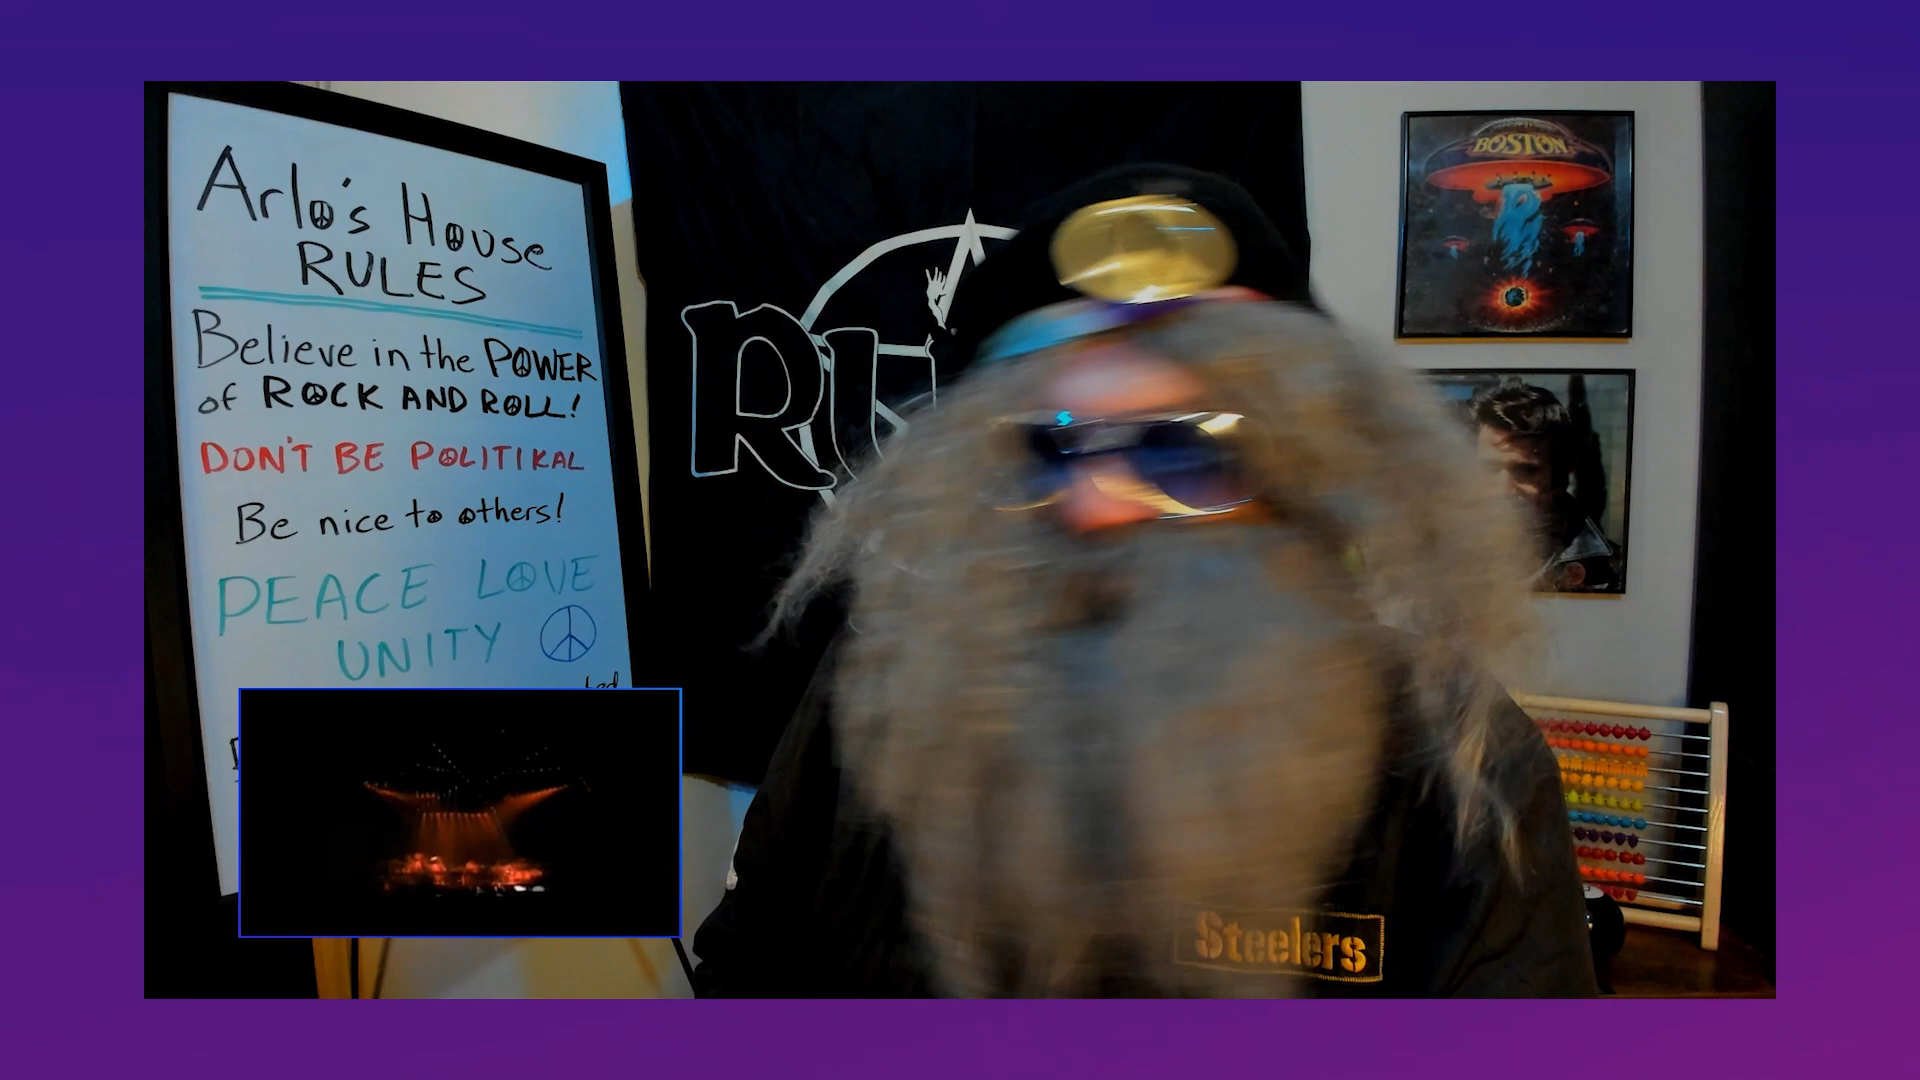 Arlo's House
RULES
Believe in the POWER
of ROCK AND ROLL!
DON'T BE POLITIKAL
Be nice to others!
PEACE LOVE
UNITY
BOSTON
Steelers